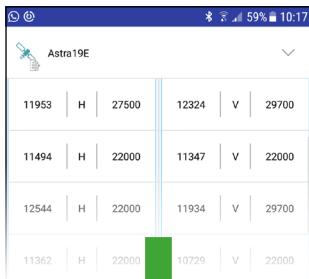 59% 10:17
Astra19E
11953 H 27500 12324 V 29700
11494 H 22000 11347 V 22000
12544 H 22000 11934 V 29700
11362 H 22000 10729 V 22000